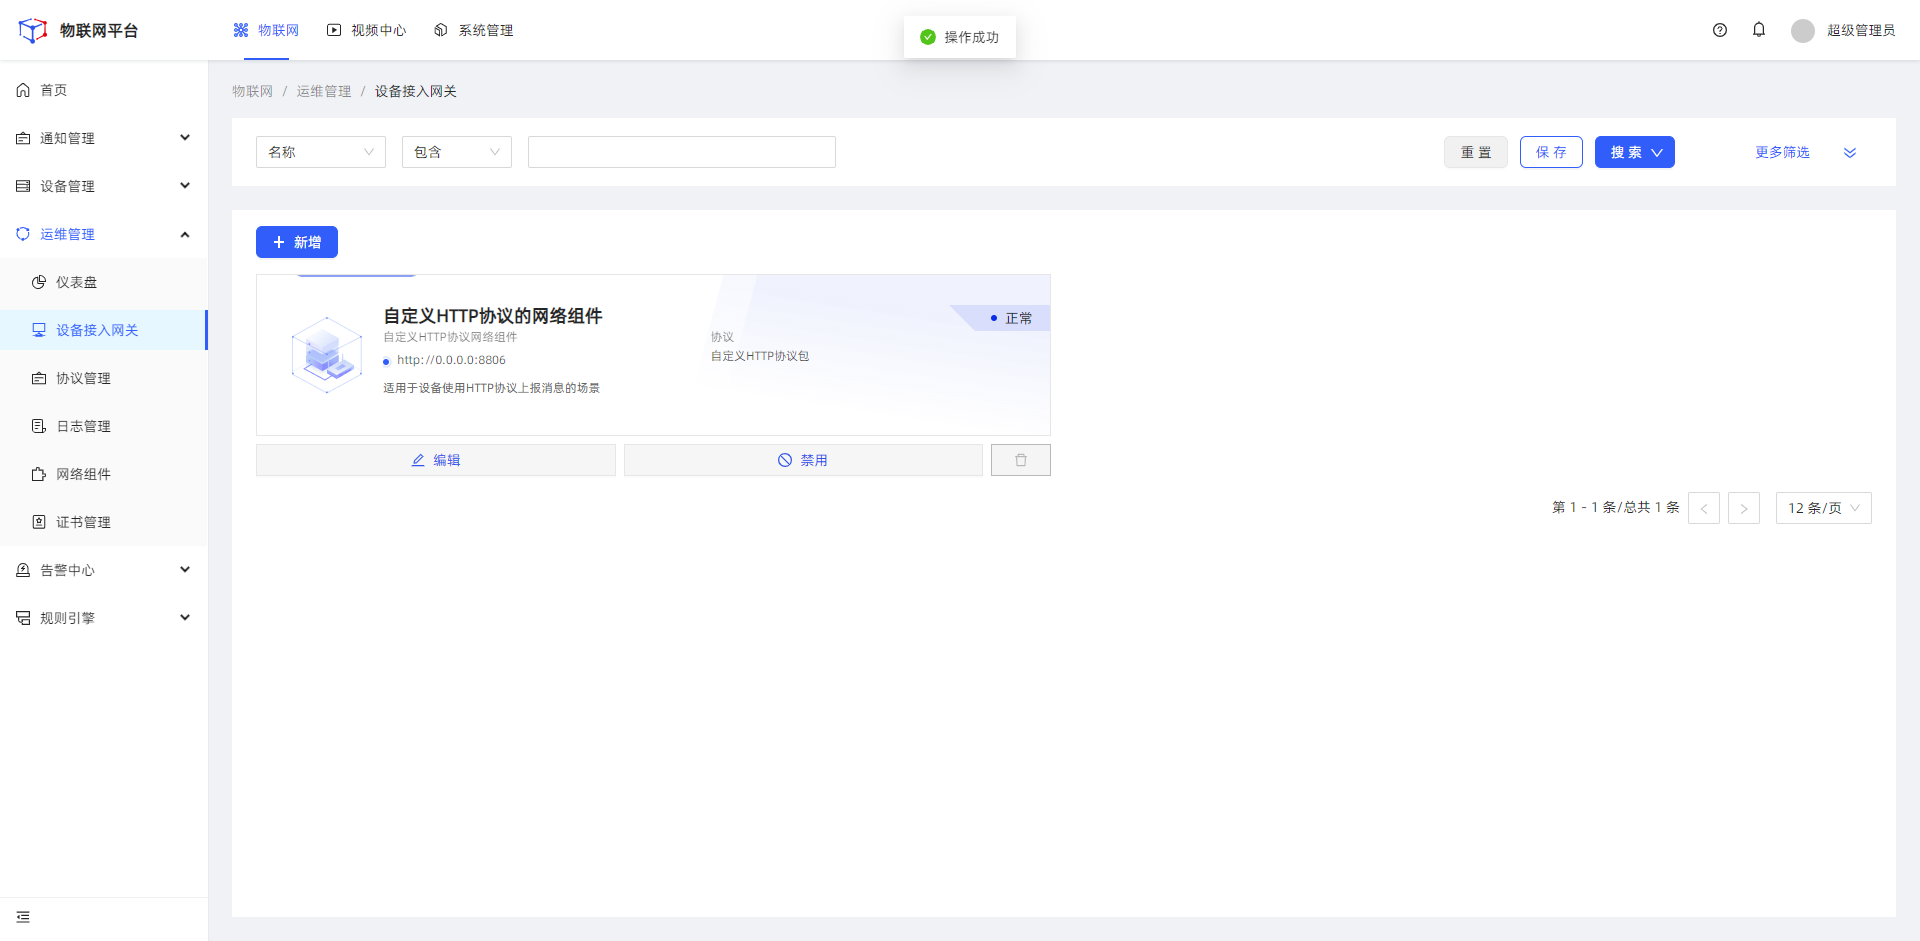 物联网平台
物联网
视频中心
系统管理
操作成功
超级管理员
首页
通知管理
设备管理
运维管理
仪表盘
设备接入网关
协议管理
日志管理
网络组件
证书管理
告警中心
规则引擎
物联网 / 运维管理 / 设备接入网关
名称
包含
重 置
保 存
搜 索
更多筛选
新增
自定义HTTP协议的网络组件
自定义HTTP协议网络组件
http://0.0.0.0:8806
适用于设备使用HTTP协议上报消息的场景
协议
自定义HTTP协议包
正常
编辑
禁用
第 1 - 1 条/总共 1 条
12 条/页